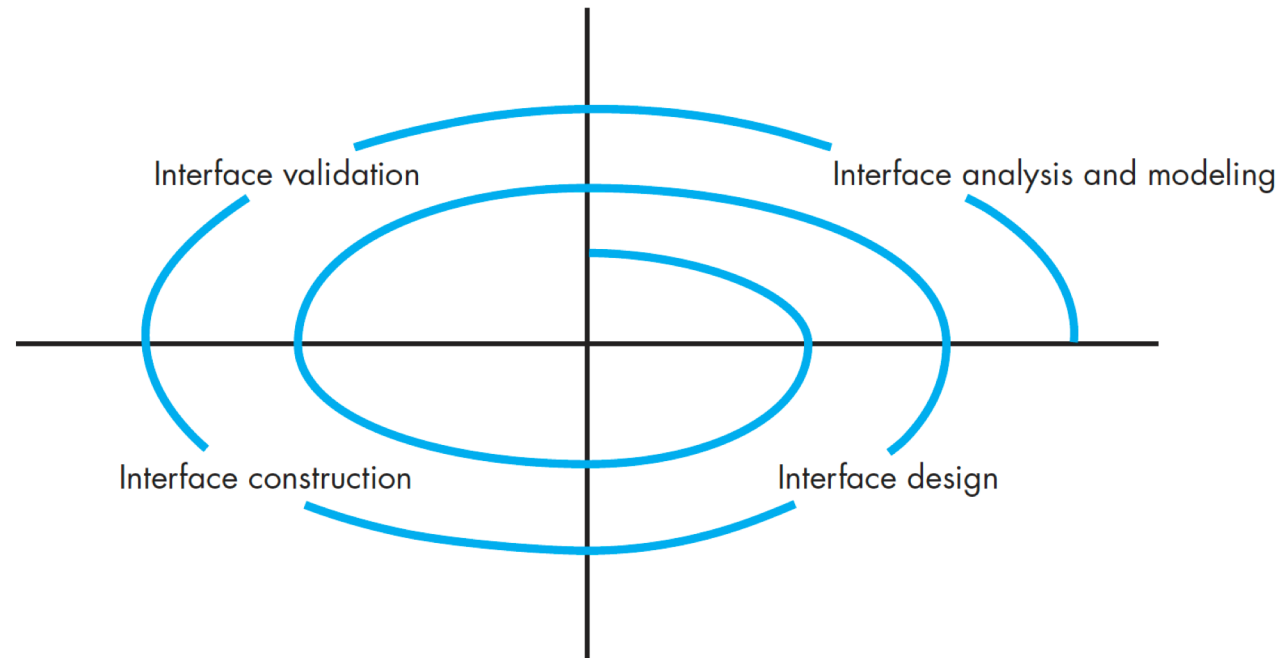 Interface validation
Interface analysis and modeling
Interface construction
Interface design